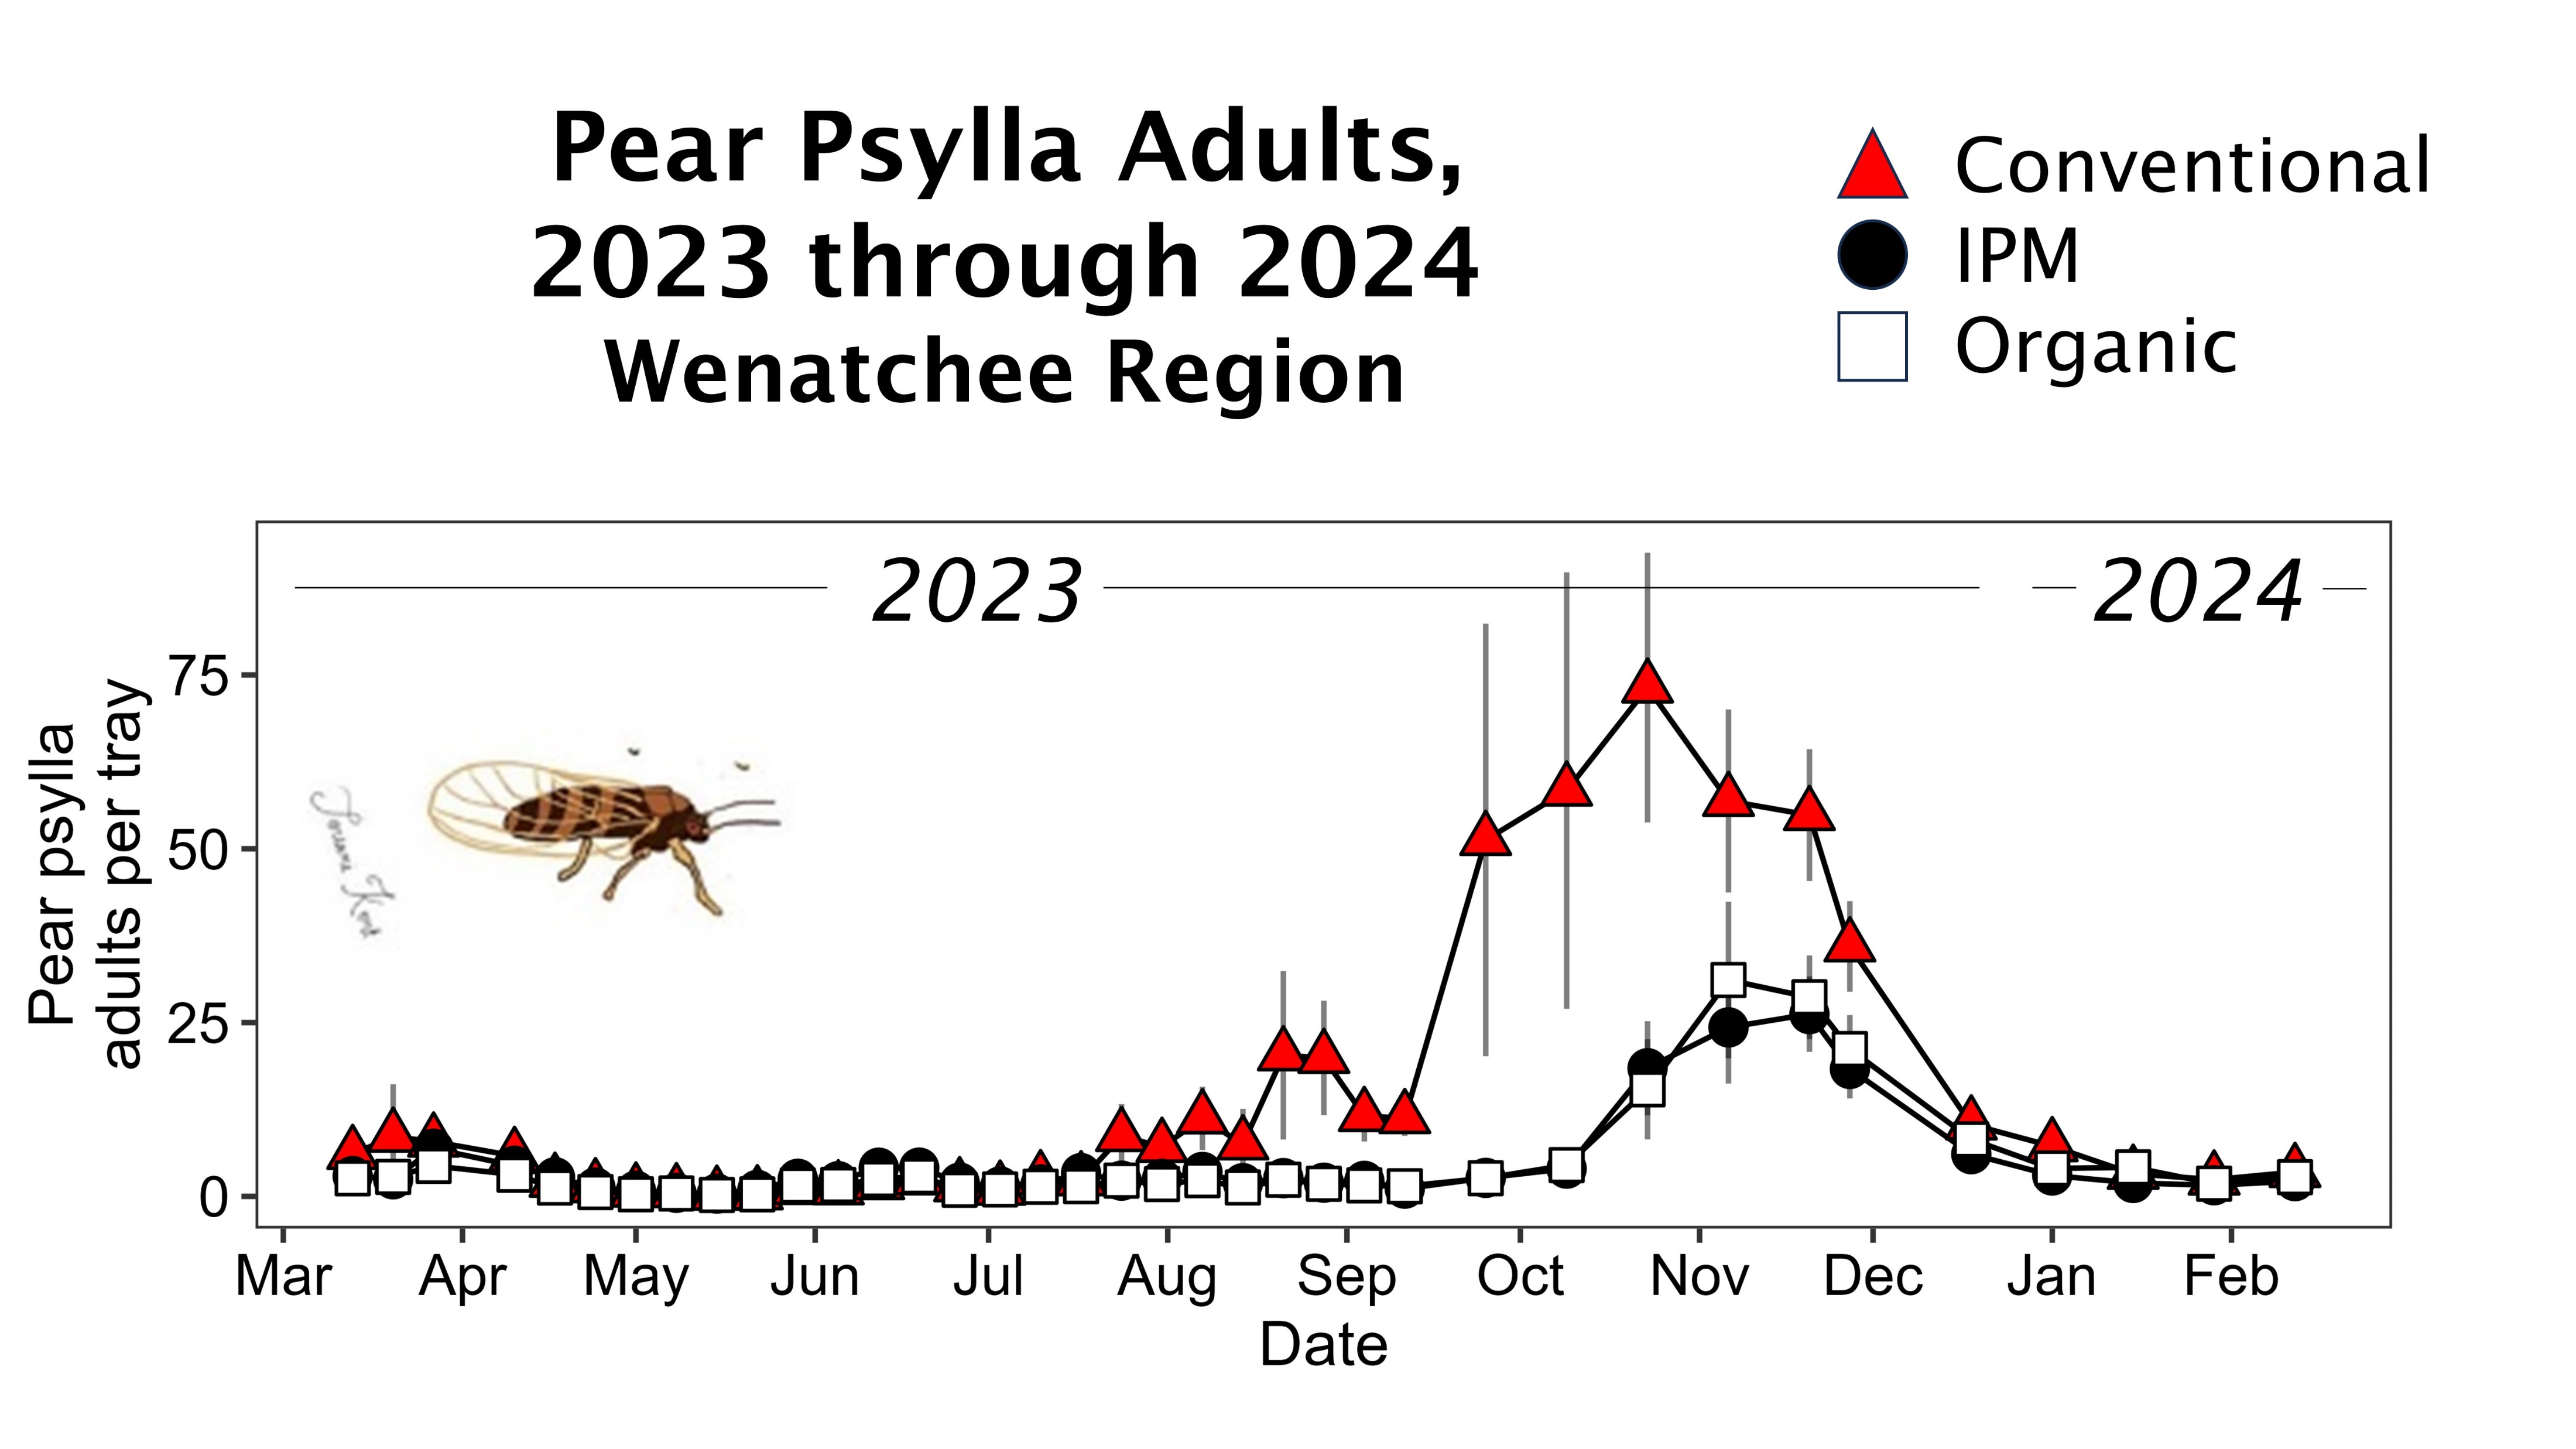 Pear Psylla Adults,
2023 through 2024
Wenatchee Region
Conventional
IPM
Organic
2023
2024
Pear psylla
adults per tray
75
50
25
0
Mar Apr May Jun Jul Aug Sep Oct Nov Dec Jan Feb
Date